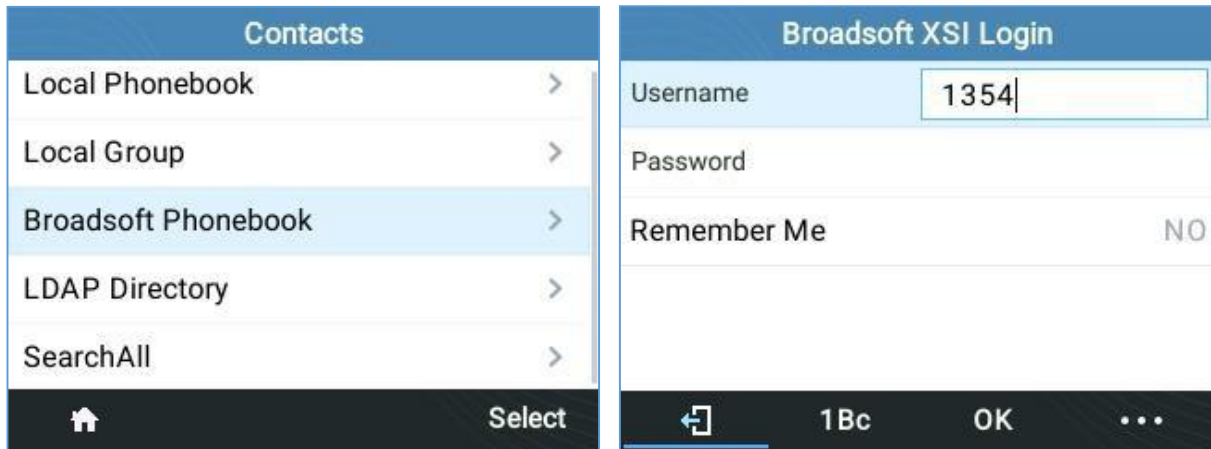 Contacts
Local Phonebook
Local Group
Broadsoft Phonebook
LDAP Directory
SearchAll
Select
Broadsoft XSI Login
Username 1354
Password
Remember Me NO
1Bc OK ...